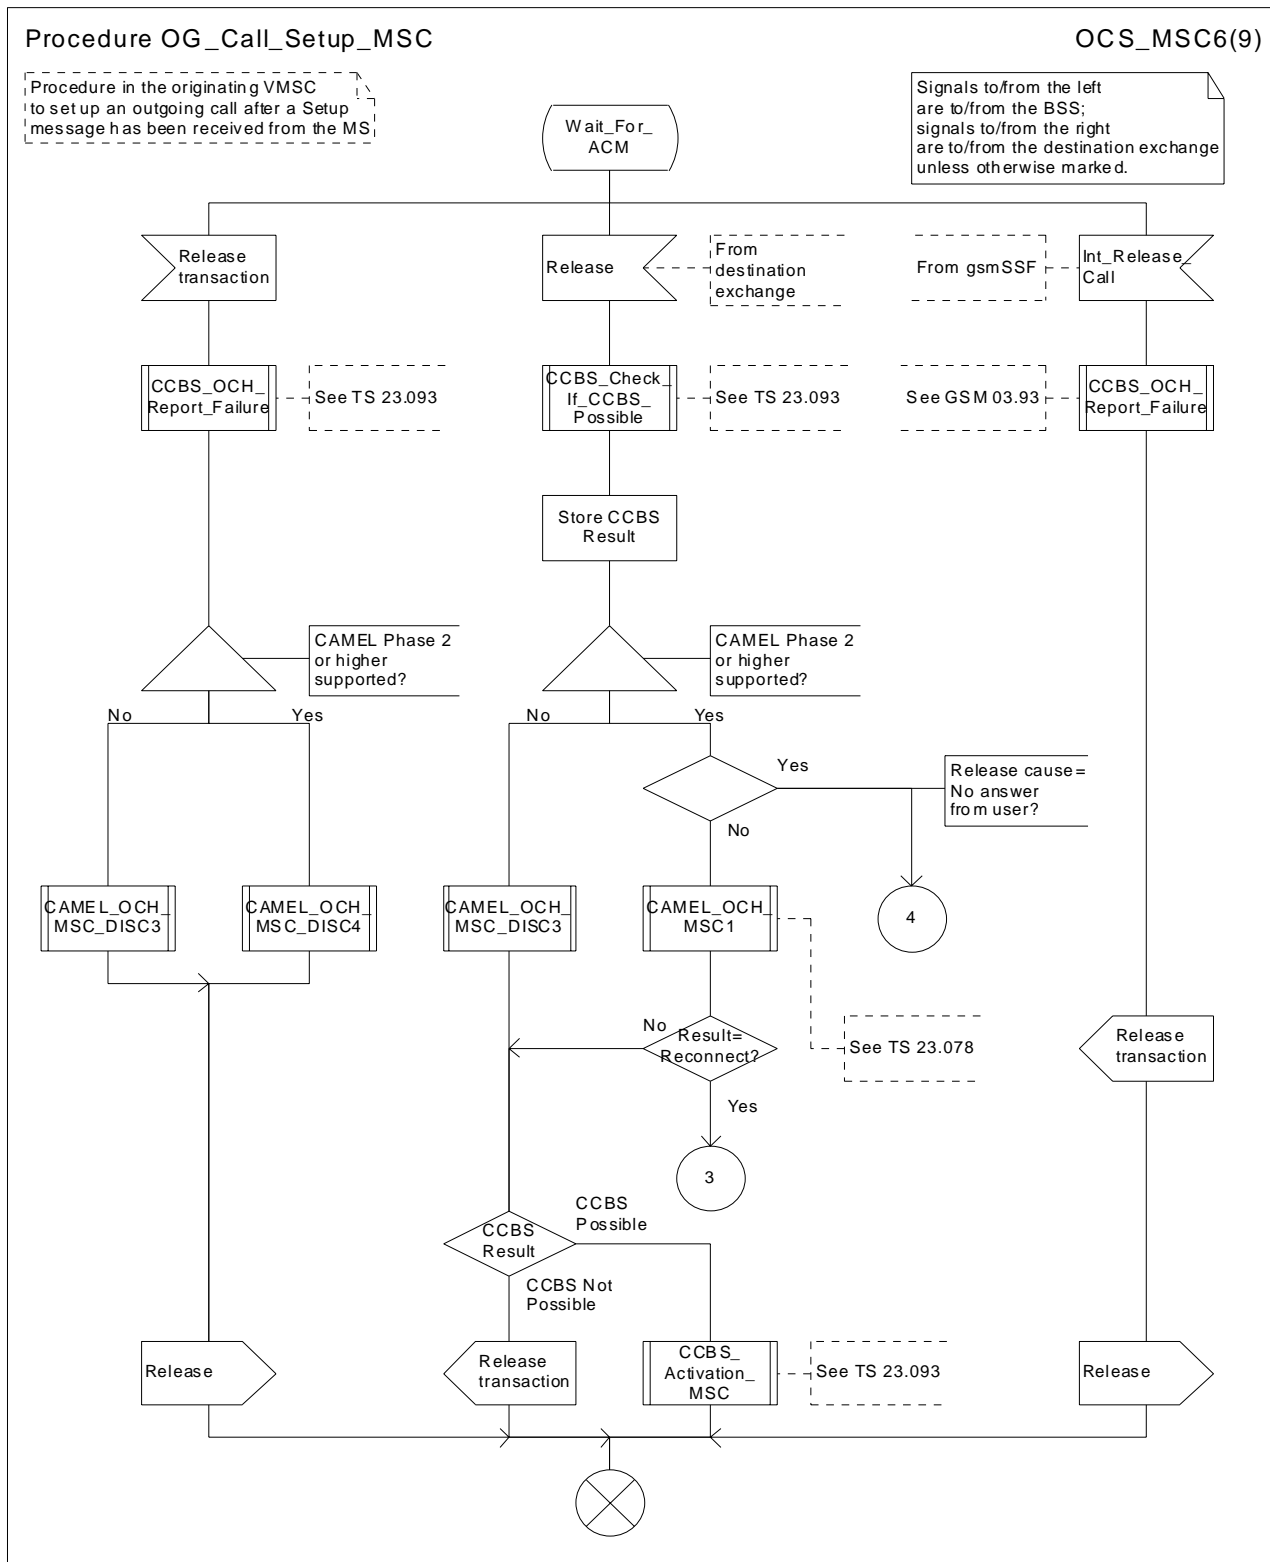 Procedure OG_Call_Setup_MSC
OCS_MSC6(9)
Procedure in the originating VMSC
to set up an outgoing call after a Setup
message has been received from the MS
Signals to/from the left
are to/from the BSS;
signals to/from the right
are to/from the destination exchange
unless otherwise marked.
Wait_For_
ACM
Release
transaction
Release
From
destination
exchange
From gsmSSF
Int_Release_
Call
CCBS_OCH_
Report_Failure
See TS 23.093
CCBS_Check_
If_CCBS_
Possible
See TS 23.093
See GSM 03.93
CCBS_OCH_
Report_Failure
Store CCBS
Result
CAMEL Phase 2
or higher
supported?
CAMEL Phase 2
or higher
supported?
No
Yes
No
Yes
Yes
Release cause=
No answer
from user?
No
CAMEL_OCH_
MSC_DISC3
CAMEL_OCH_
MSC_DISC4
CAMEL_OCH_
MSC_DISC3
CAMEL_OCH_
MSC1
4
No
Result=
Reconnect?
See TS 23.078
Release
transaction
Yes
3
CCBS
Result
CCBS
Possible
CCBS Not
Possible
Release
Release
transaction
CCBS_
Activation_
MSC
See TS 23.093
Release